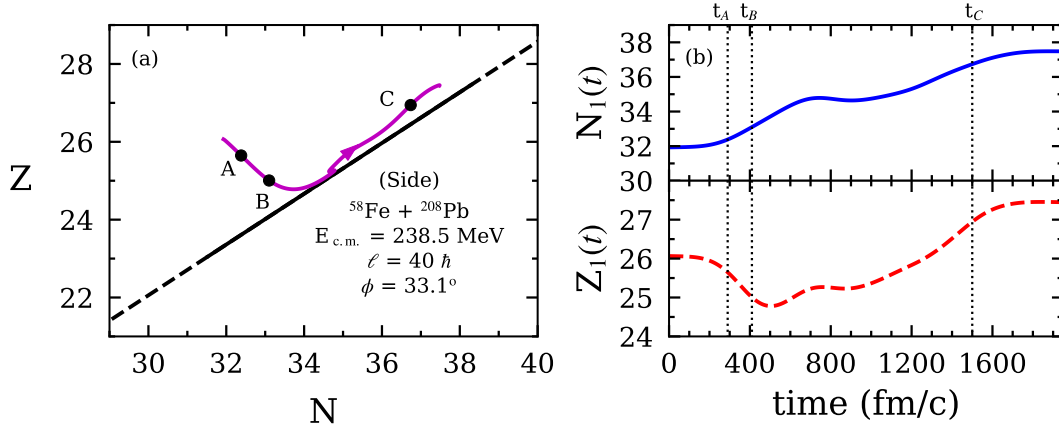 (a)
28
26
24
22
Z
30
32
34
36
38
40
N
A
B
C
(Side)
⁵⁸Fe + ²⁰⁸Pb
E_c.m. = 238.5 MeV
ℓ = 40 ℏ
ϕ = 33.1°
t_A t_B t_C
(b)
38
36
34
32
30
N₁(t)
27
26
25
24
Z₁(t)
0 400 800 1200 1600
time (fm/c)